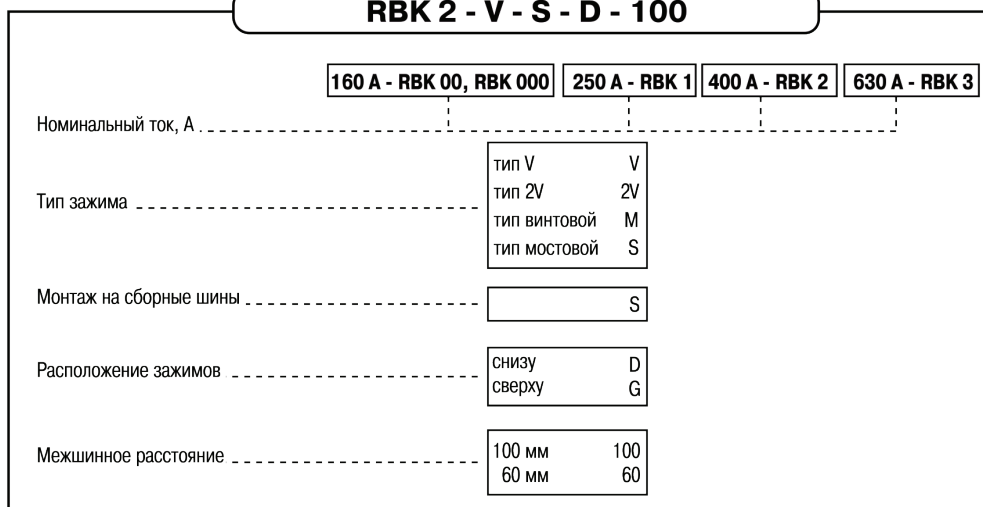 RBK 2 - V - S - D - 100
160 A - RBK 00, RBK 000 250 A - RBK 1 400 A - RBK 2 630 A - RBK 3
Номинальный ток, А
тип V V
тип 2V 2V
Тип зажима
тип винтовой M
тип мостовой S
Монтаж на сборные шины S
Расположение зажимов
снизу D
сверху G
Межшинное расстояние
100 мм 100
60 мм 60